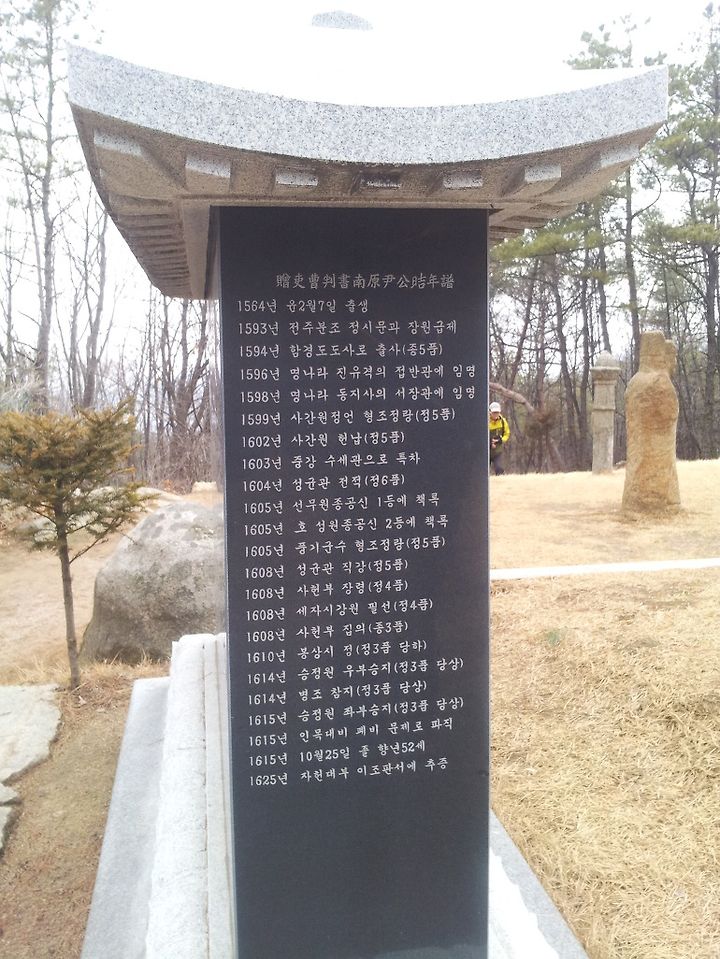 贈吏曹判書南原尹公晧年譜
1564년 윤2월7일 출생
1593년 전주분조 정시문과 장원급제
1594년 함경도도사로 출사(종5품)
1596년 명나라 진유격의 접반관에 임명
1598년 명나라 동지사의 서장관에 임명
1599년 사간원정언 형조정랑(정5품)
1602년 사간원 헌납(정5품)
1603년 중강 수세관으로 특차
1604년 성균관 전적(정6품)
1605년 선무원종공신 1등에 책록
1605년 호 성원종공신 2등에 책록
1605년 풍기군수 형조정랑(정5품)
1608년 성균관 직강(정5품)
1608년 사헌부 장령(정4품)
1608년 세자시강원 필선(정4품)
1608년 사헌부 집의(종3품)
1610년 봉상시 정(정3품 당하)
1614년 승정원 우부승지(정3품 당상)
1614년 병조 참지(정3품 당상)
1615년 승정원 좌부승지(정3품 당상)
1615년 인목대비 폐비 문제로 파직
1615년 10월25일 졸 향년52세
1625년 자헌대부 이조판서에 추증